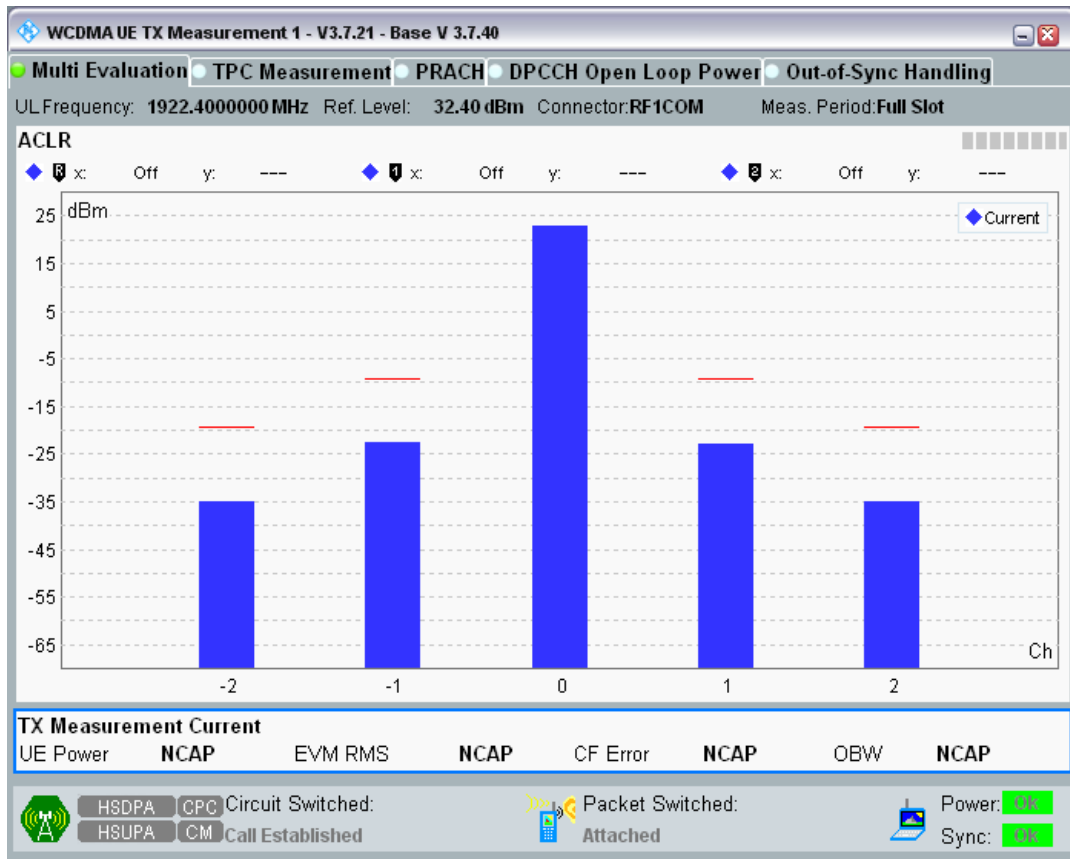 WCDMA UE TX Measurement 1 - V3.7.21 - Base V 3.7.40
Multi Evaluation TPC Measurement PRACH DPCCH Open Loop Power Out-of-Sync Handling
UL Frequency: 1922.4000000 MHz Ref. Level: 32.40 dBm Connector:RF1COM Meas. Period:Full Slot
ACLR
R x: Off y: --- 1 x: Off y: --- 2 x: Off y: ---
dBm
Current
25
15
5
-5
-15
-25
-35
-45
-55
-65
Ch
-2 -1 0 1 2
TX Measurement Current
UE Power NCAP EVM RMS NCAP CF Error NCAP OBW NCAP
HSDPA CPC Circuit Switched: Packet Switched: Power: Ok
HSUPA CM Call Established Attached Sync: Ok